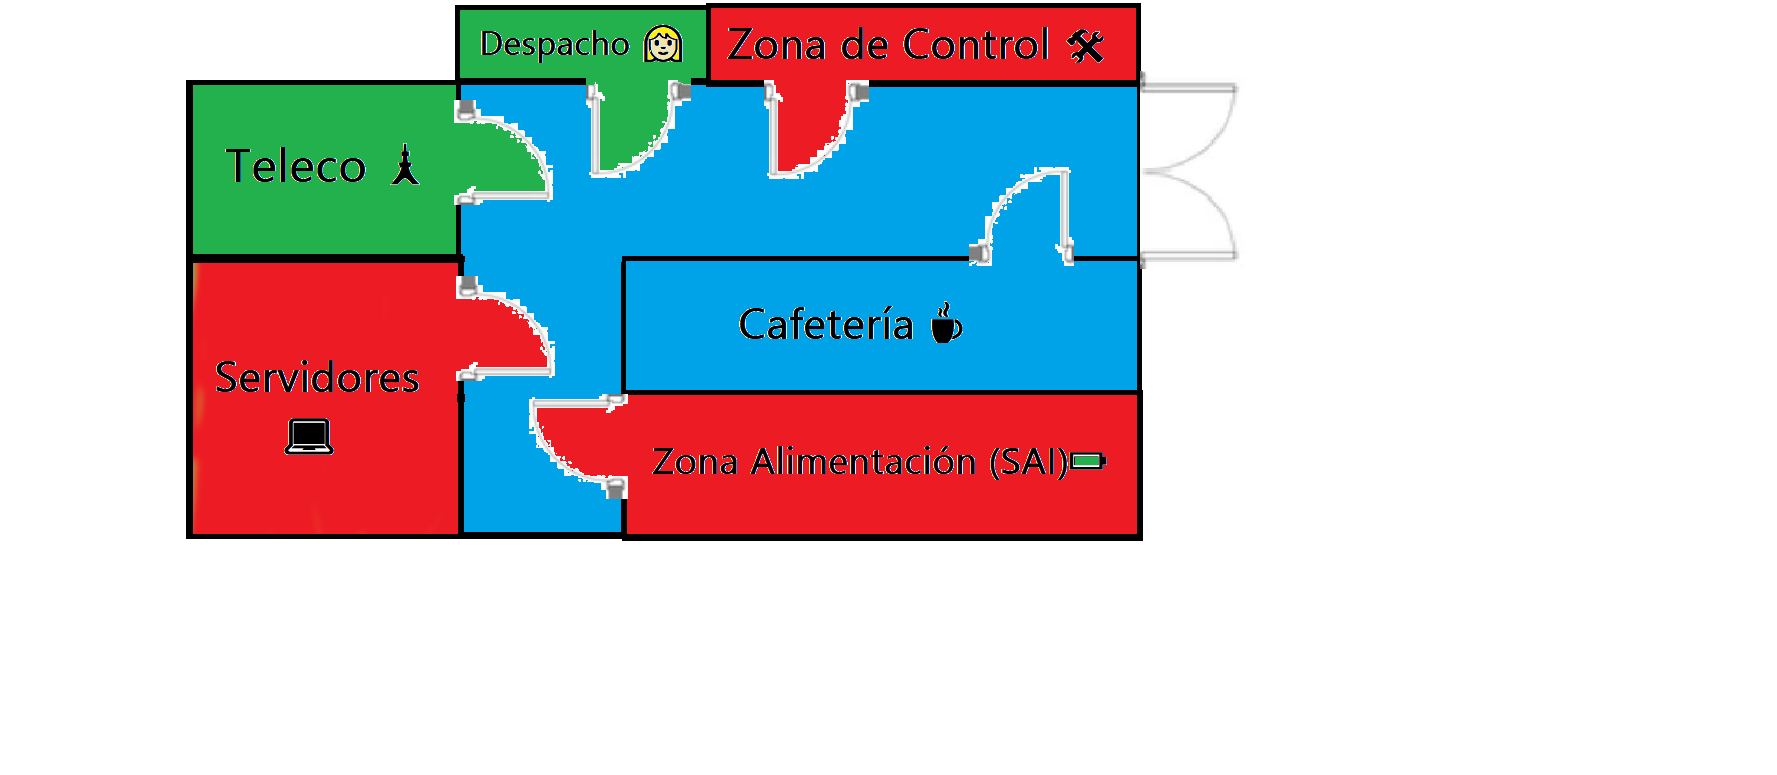 Despacho
Zona de Control
Teleco
Cafetería
Servidores
Zona Alimentación (SAI)